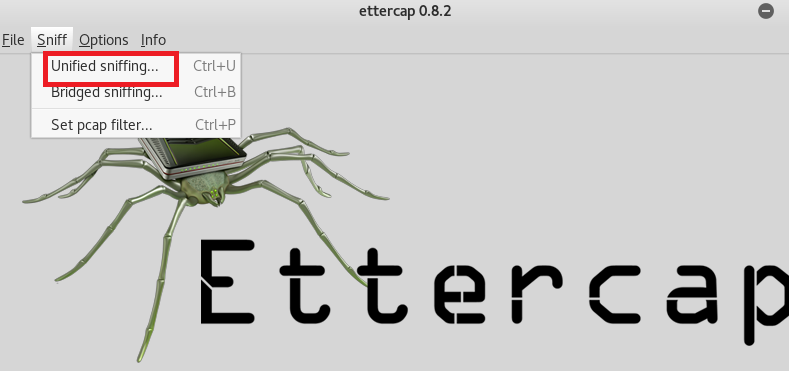 ettercap 0.8.2
File Sniff Options Info
Unified sniffing... Ctrl+U
Bridged sniffing... Ctrl+B
Set pcap filter... Ctrl+P
Ettercap